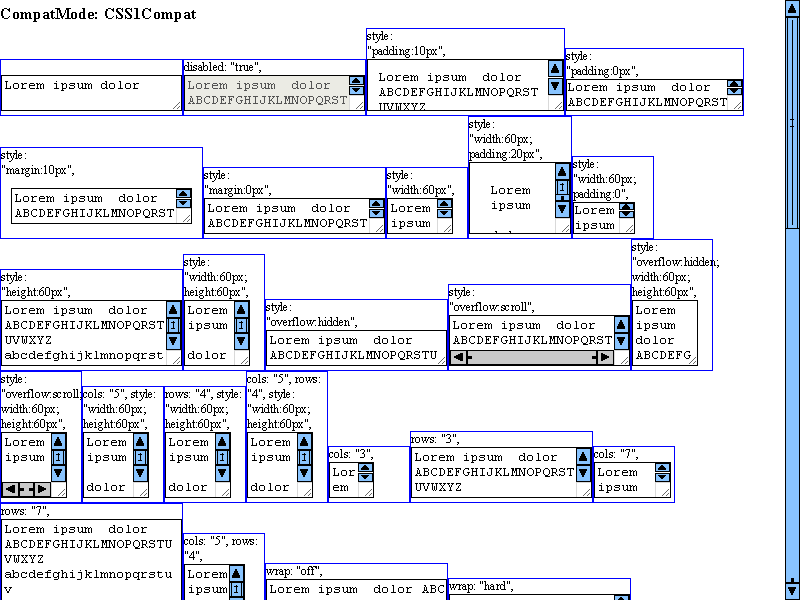 CompatMode: CSS1Compat
Lorem ipsum dolor
disabled: "true",
Lorem ipsum  dolor
ABCDEFGHIJKLMNOPQRST
style:
"padding:10px",
Lorem ipsum  dolor
ABCDEFGHIJKLMNOPQRST
UVWXYZ
style:
"padding:0px",
Lorem ipsum  dolor
ABCDEFGHIJKLMNOPQRST
style:
"margin:10px",
Lorem ipsum  dolor
ABCDEFGHIJKLMNOPQRST
style:
"margin:0px",
Lorem ipsum  dolor
ABCDEFGHIJKLMNOPQRST
style:
"width:60px",
Lorem
ipsum
style:
"width:60px;
padding:20px",
Lorem
ipsum
style:
"width:60px;
padding:0",
Lorem
ipsum
style:
"height:60px",
Lorem ipsum  dolor
ABCDEFGHIJKLMNOPQRST
UVWXYZ
abcdefghijklmnopqrst
style:
"width:60px;
height:60px",
Lorem
ipsum
dolor
style:
"overflow:hidden",
Lorem ipsum  dolor
ABCDEFGHIJKLMNOPQRSTU
style:
"overflow:scroll",
Lorem ipsum  dolor
ABCDEFGHIJKLMNOPQRST
style:
"overflow:hidden;
width:60px;
height:60px",
Lorem
ipsum
dolor
ABCDEFG
style:
"overflow:scroll;
width:60px;
height:60px",
Lorem
ipsum
cols: "5", style:
"width:60px;
height:60px",
Lorem
ipsum
dolor
rows: "4", style:
"width:60px;
height:60px",
Lorem
ipsum
dolor
cols: "5", rows:
"4", style:
"width:60px;
height:60px",
Lorem
ipsum
dolor
cols: "3",
Lor
em
rows: "3",
Lorem ipsum  dolor
ABCDEFGHIJKLMNOPQRST
UVWXYZ
cols: "7",
Lorem
ipsum
rows: "7",
Lorem ipsum  dolor
ABCDEFGHIJKLMNOPQRSTU
VWXYZ
abcdefghijklmnopqrstu
v
cols: "5", rows:
"4",
Lorem
ipsum
wrap: "off",
Lorem ipsum  dolor ABC
wrap: "hard",